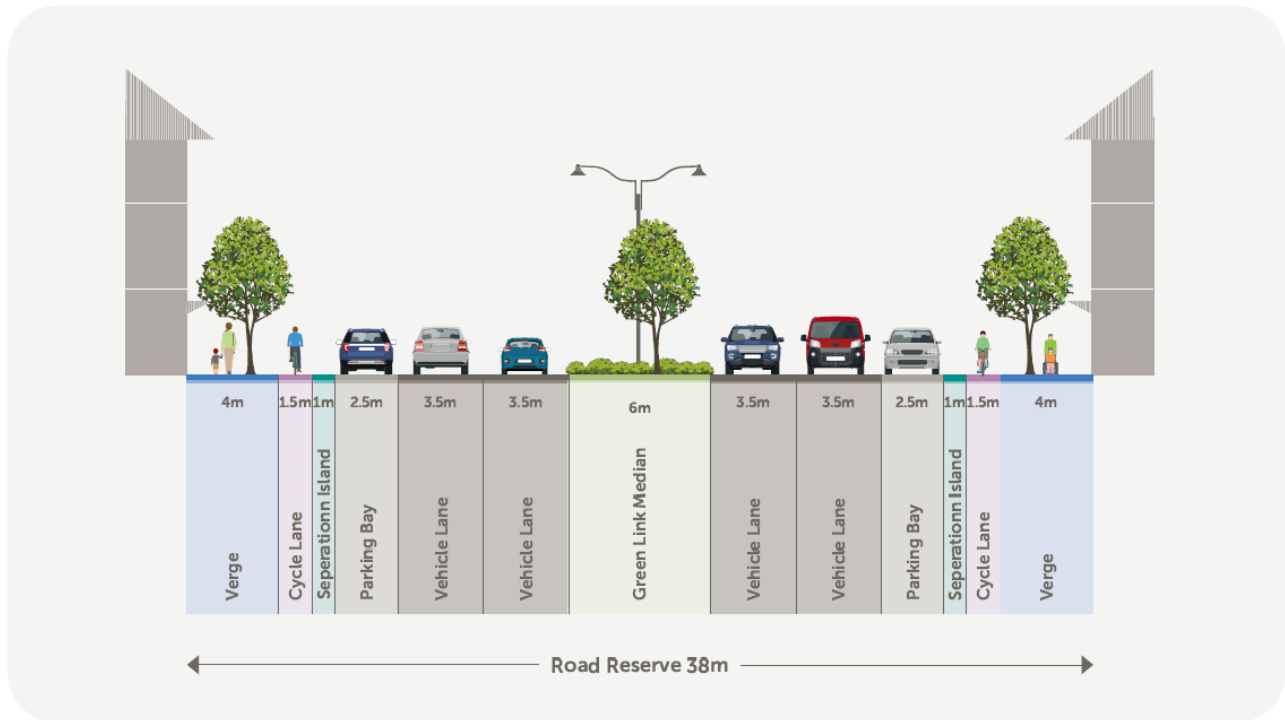 4m
1.5m
1m
2.5m
3.5m
3.5m
6m
3.5m
3.5m
2.5m
1m
1.5m
4m
Verge
Cycle Lane
Seperationn Island
Parking Bay
Vehicle Lane
Vehicle Lane
Green Link Median
Vehicle Lane
Vehicle Lane
Parking Bay
Seperationn Island
Cycle Lane
Verge
Road Reserve 38m